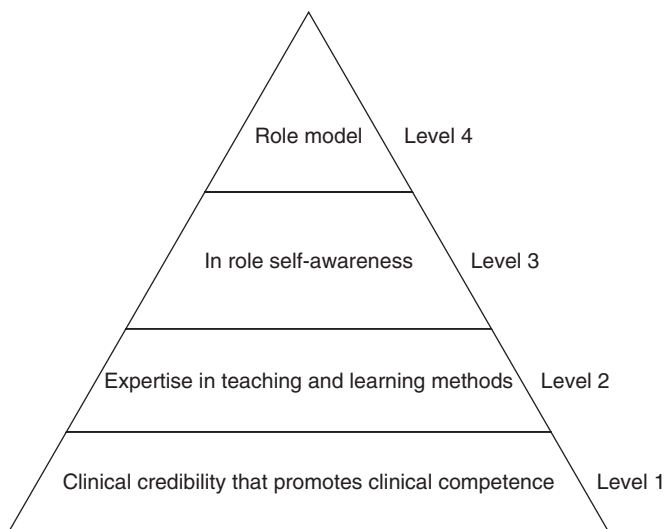 Role model Level 4
In role self-awareness Level 3
Expertise in teaching and learning methods Level 2
Clinical credibility that promotes clinical competence Level 1